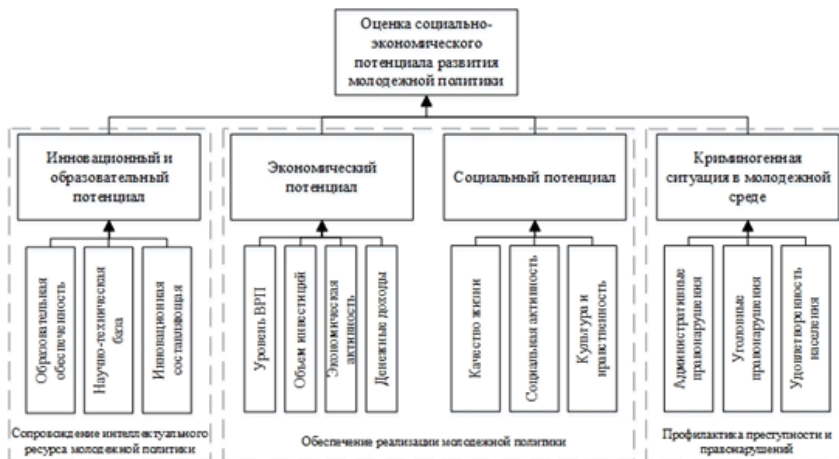 Оценка социально-
экономического
потенциала развития
молодежной политики
Инновационный и
образовательный
потенциал
Экономический
потенциал
Социальный потенциал
Криминогенная
ситуация в молодежной
среде
Образовательная
обеспеченность
Научно-техническая
база
Инновационная
составляющая
Уровень ВРП
Объем инвестиций
Экономическая
активность
Денежные доходы
Качество жизни
Социальная активность
Культура и
нравственность
Административные
правонарушения
Уголовные
правонарушения
Удовлетворенность
населения
Сопровождение интеллектуального
ресурса молодежной политики
Обеспечение реализации молодежной политики
Профилактика преступности и
правонарушений